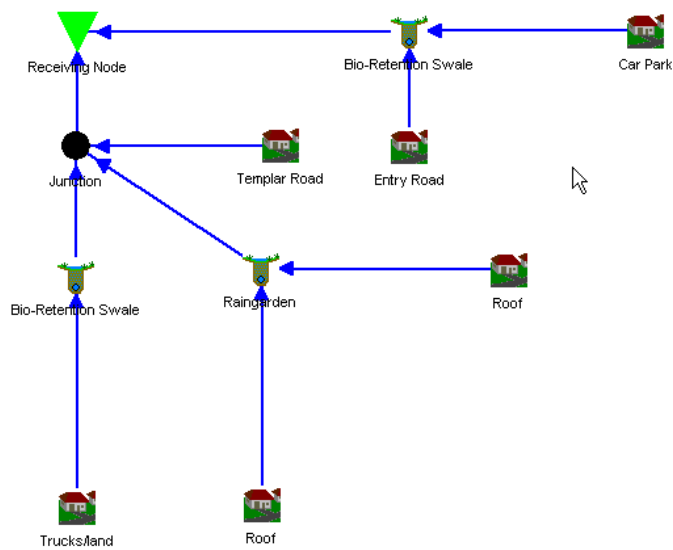 Receiving Node
Bio-Retention Swale
Car Park
Junction
Templar Road
Entry Road
Bio-Retention Swale
Raingarden
Roof
Trucks/land
Roof